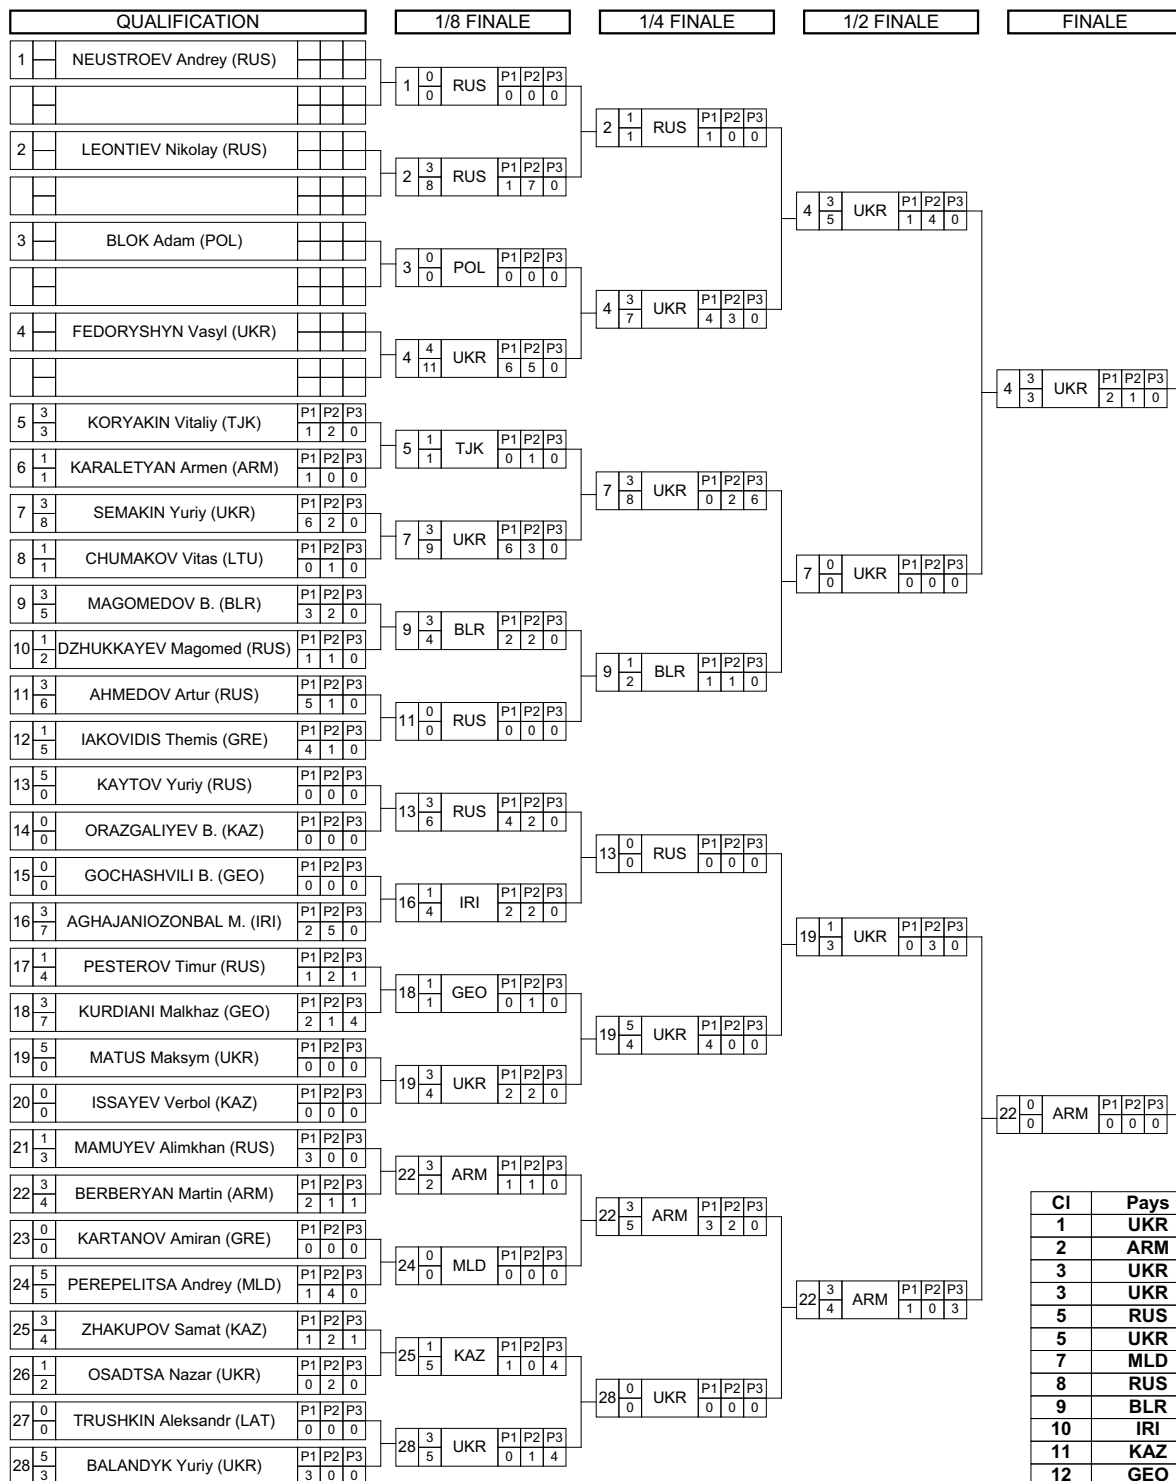 QUALIFICATION 1/8 FINALE 1/4 FINALE 1/2 FINALE FINALE
1 NEUSTROEV Andrey (RUS)
1 0 0 RUS P1 P2 P3 0 0 0
2 1 1 RUS P1 P2 P3 1 0 0
2 LEONTIEV Nikolay (RUS)
2 3 8 RUS P1 P2 P3 1 7 0
4 3 5 UKR P1 P2 P3 1 4 0
3 BLOK Adam (POL)
3 0 0 POL P1 P2 P3 0 0 0
4 3 7 UKR P1 P2 P3 4 3 0
4 FEDORYSHYN Vasyl (UKR)
4 4 11 UKR P1 P2 P3 6 5 0
4 3 3 UKR P1 P2 P3 2 1 0
5 3 3 KORYAKIN Vitaliy (TJK) P1 P2 P3 1 2 0
5 1 1 TJK P1 P2 P3 0 1 0
6 1 1 KARALETYAN Armen (ARM) P1 P2 P3 1 0 0
7 3 8 UKR P1 P2 P3 0 2 6
7 3 8 SEMAKIN Yuriy (UKR) P1 P2 P3 6 2 0
7 3 9 UKR P1 P2 P3 6 3 0
8 1 1 CHUMAKOV Vitas (LTU) P1 P2 P3 0 1 0
7 0 0 UKR P1 P2 P3 0 0 0
9 3 5 MAGOMEDOV B. (BLR) P1 P2 P3 3 2 0
9 3 4 BLR P1 P2 P3 2 2 0
10 1 2 DZHUKKAYEV Magomed (RUS) P1 P2 P3 1 1 0
9 1 2 BLR P1 P2 P3 1 1 0
11 3 6 AHMEDOV Artur (RUS) P1 P2 P3 5 1 0
11 0 0 RUS P1 P2 P3 0 0 0
12 1 5 IAKOVIDIS Themis (GRE) P1 P2 P3 4 1 0
13 5 0 KAYTOV Yuriy (RUS) P1 P2 P3 0 0 0
13 3 6 RUS P1 P2 P3 4 2 0
14 0 0 ORAZGALIYEV B. (KAZ) P1 P2 P3 0 0 0
13 0 0 RUS P1 P2 P3 0 0 0
15 0 0 GOCHASHVILI B. (GEO) P1 P2 P3 0 0 0
16 1 4 IRI P1 P2 P3 2 2 0
16 3 7 AGHAJANIOZONBAL M. (IRI) P1 P2 P3 2 5 0
19 1 3 UKR P1 P2 P3 0 3 0
17 1 4 PESTEROV Timur (RUS) P1 P2 P3 1 2 1
18 1 1 GEO P1 P2 P3 0 1 0
18 3 7 KURDIANI Malkhaz (GEO) P1 P2 P3 2 1 4
19 5 4 UKR P1 P2 P3 4 0 0
19 5 0 MATUS Maksym (UKR) P1 P2 P3 0 0 0
19 3 4 UKR P1 P2 P3 2 2 0
20 0 0 ISSAYEV Verbol (KAZ) P1 P2 P3 0 0 0
22 0 0 ARM P1 P2 P3 0 0 0
21 1 3 MAMUYEV Alimkhan (RUS) P1 P2 P3 3 0 0
22 3 2 ARM P1 P2 P3 1 1 0
22 3 4 BERBERYAN Martin (ARM) P1 P2 P3 2 1 1
22 3 5 ARM P1 P2 P3 3 2 0
23 0 0 KARTANOV Amiran (GRE) P1 P2 P3 0 0 0
24 0 0 MLD P1 P2 P3 0 0 0
24 5 5 PEREPELITSA Andrey (MLD) P1 P2 P3 1 4 0
22 3 4 ARM P1 P2 P3 1 0 3
25 3 4 ZHAKUPOV Samat (KAZ) P1 P2 P3 1 2 1
25 1 5 KAZ P1 P2 P3 1 0 4
26 1 2 OSADTSA Nazar (UKR) P1 P2 P3 0 2 0
28 0 0 UKR P1 P2 P3 0 0 0
27 0 0 TRUSHKIN Aleksandr (LAT) P1 P2 P3 0 0 0
28 3 5 UKR P1 P2 P3 0 1 4
28 5 3 BALANDYK Yuriy (UKR) P1 P2 P3 3 0 0
Cl Pays
1 UKR
2 ARM
3 UKR
3 UKR
5 RUS
5 UKR
7 MLD
8 RUS
9 BLR
10 IRI
11 KAZ
12 GEO